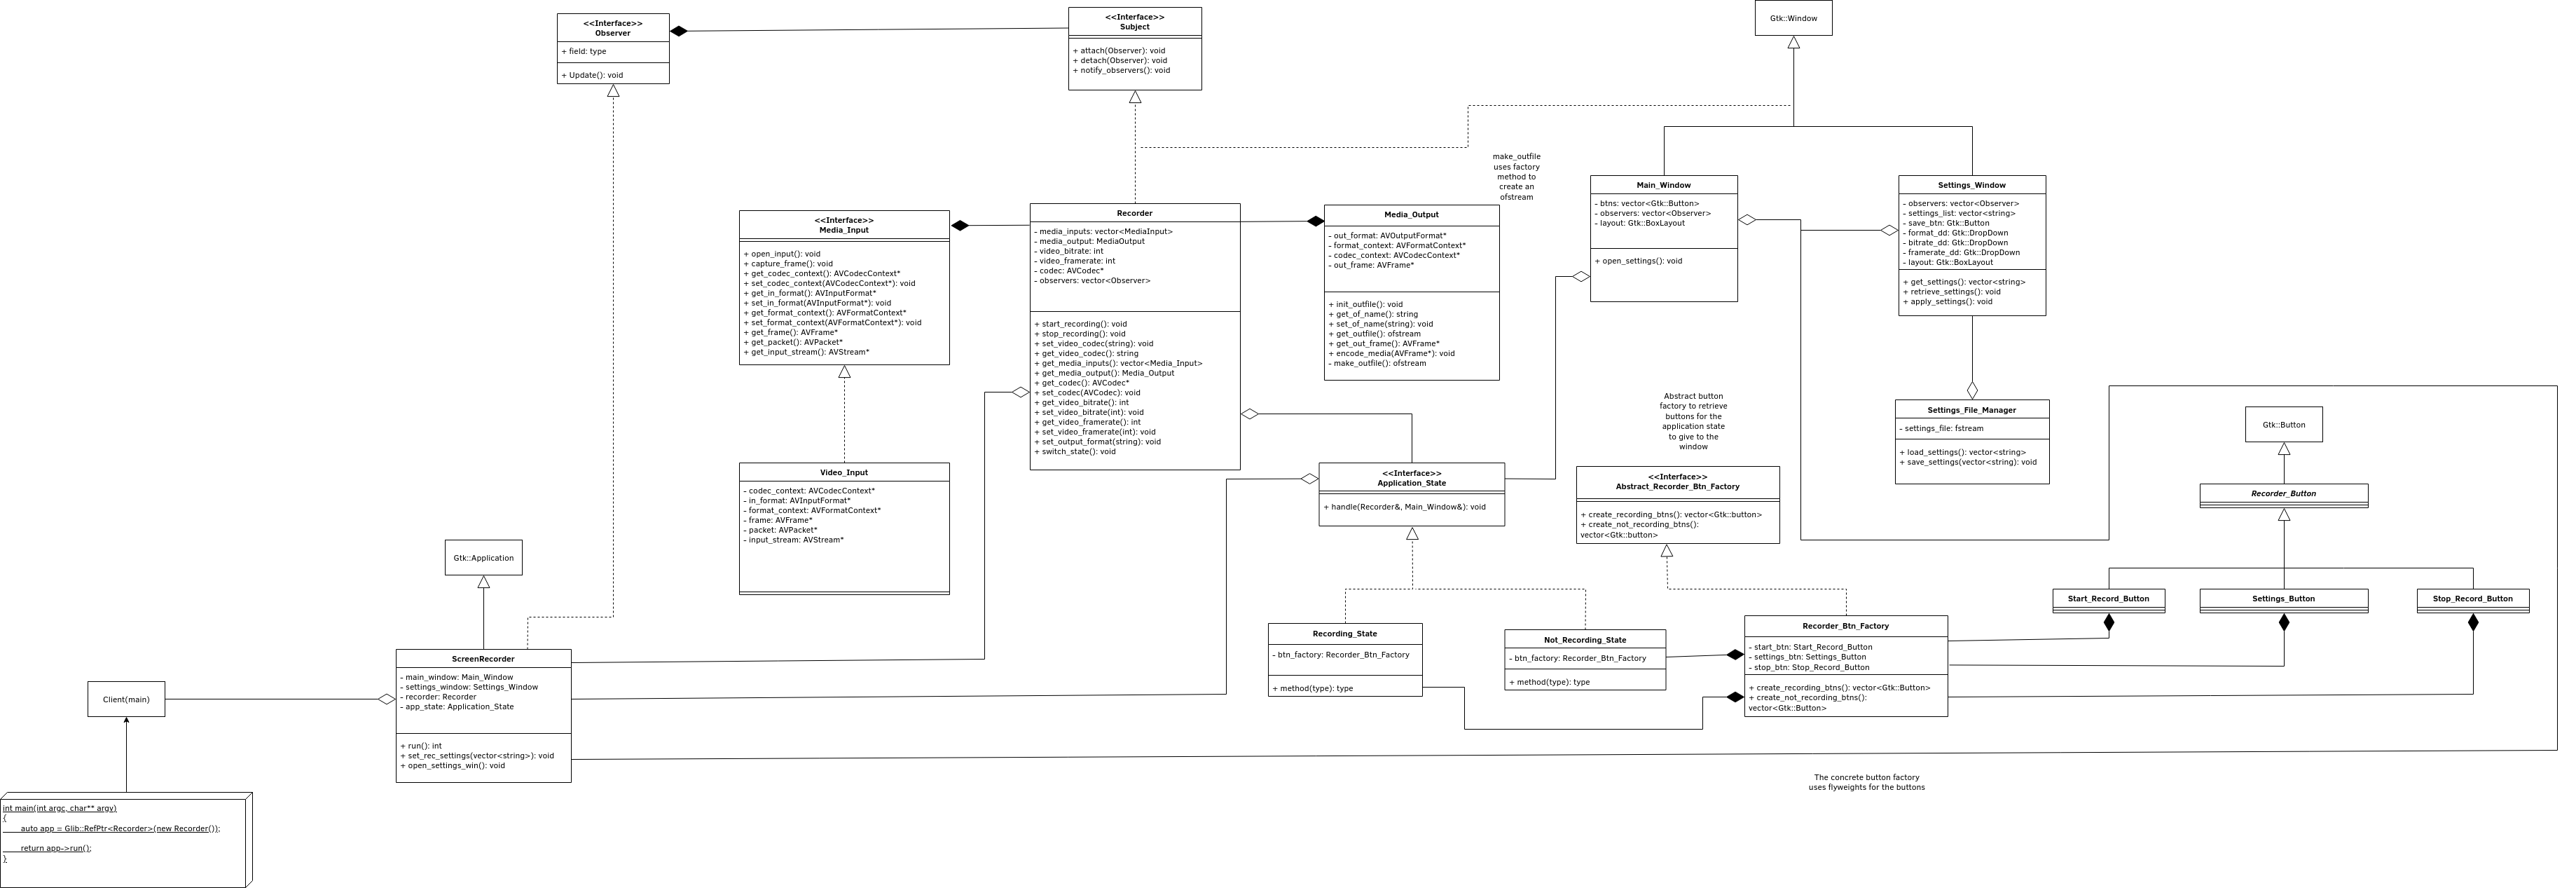 <<Interface>>
Observer
+ field: type
+ Update(): void
<<Interface>>
Subject
+ attach(Observer): void
+ detach(Observer): void
+ notify_observers(): void
Gtk::Window
make_outfile
uses factory
method to
create an
ofstream
<<Interface>>
Media_Input
+ open_input(): void
+ capture_frame(): void
+ get_codec_context(): AVCodecContext*
+ set_codec_context(AVCodecContext*): void
+ get_in_format(): AVInputFormat*
+ set_in_format(AVInputFormat*): void
+ get_format_context(): AVFormatContext*
+ set_format_context(AVFormatContext*): void
+ get_frame(): AVFrame*
+ get_packet(): AVPacket*
+ get_input_stream(): AVStream*
Recorder
- media_inputs: vector<MediaInput>
- media_output: MediaOutput
- video_bitrate: int
- video_framerate: int
- codec: AVCodec*
- observers: vector<Observer>
+ start_recording(): void
+ stop_recording(): void
+ set_video_codec(string): void
+ get_video_codec(): string
+ get_media_inputs(): vector<Media_Input>
+ get_media_output(): Media_Output
+ get_codec(): AVCodec*
+ set_codec(AVCodec): void
+ get_video_bitrate(): int
+ set_video_bitrate(int): void
+ get_video_framerate(): int
+ set_video_framerate(int): void
+ set_output_format(string): void
+ switch_state(): void
Media_Output
- out_format: AVOutputFormat*
- format_context: AVFormatContext*
- codec_context: AVCodecContext*
- out_frame: AVFrame*
+ init_outfile(): void
+ get_of_name(): string
+ set_of_name(string): void
+ get_outfile(): ofstream
+ get_out_frame(): AVFrame*
+ encode_media(AVFrame*): void
- make_outfile(): ofstream
Main_Window
- btns: vector<Gtk::Button>
- observers: vector<Observer>
- layout: Gtk::BoxLayout
+ open_settings(): void
Settings_Window
- observers: vector<Observer>
- settings_list: vector<string>
- save_btn: Gtk::Button
- format_dd: Gtk::DropDown
- bitrate_dd: Gtk::DropDown
- framerate_dd: Gtk::DropDown
- layout: Gtk::BoxLayout
+ get_settings(): vector<string>
+ retrieve_settings(): void
+ apply_settings(): void
Settings_File_Manager
- settings_file: fstream
+ load_settings(): vector<string>
+ save_settings(vector<string): void
Abstract button
factory to retrieve
buttons for the
application state
to give to the
window
Gtk::Button
Video_Input
- codec_context: AVCodecContext*
- in_format: AVInputFormat*
- format_context: AVFormatContext*
- frame: AVFrame*
- packet: AVPacket*
- input_stream: AVStream*
<<Interface>>
Application_State
+ handle(Recorder&, Main_Window&): void
<<Interface>>
Abstract_Recorder_Btn_Factory
+ create_recording_btns(): vector<Gtk::button>
+ create_not_recording_btns():
vector<Gtk::button>
Recorder_Button
Gtk::Application
Start_Record_Button
Settings_Button
Stop_Record_Button
Recording_State
- btn_factory: Recorder_Btn_Factory
+ method(type): type
Not_Recording_State
- btn_factory: Recorder_Btn_Factory
+ method(type): type
Recorder_Btn_Factory
- start_btn: Start_Record_Button
- settings_btn: Settings_Button
- stop_btn: Stop_Record_Button
+ create_recording_btns(): vector<Gtk::Button>
+ create_not_recording_btns():
vector<Gtk::Button>
ScreenRecorder
- main_window: Main_Window
- settings_window: Settings_Window
- recorder: Recorder
- app_state: Application_State
+ run(): int
+ set_rec_settings(vector<string>): void
+ open_settings_win(): void
Client(main)
The concrete button factory
uses flyweights for the buttons
int main(int argc, char** argv)
{
auto app = Glib::RefPtr<Recorder>(new Recorder());
return app->run();
}